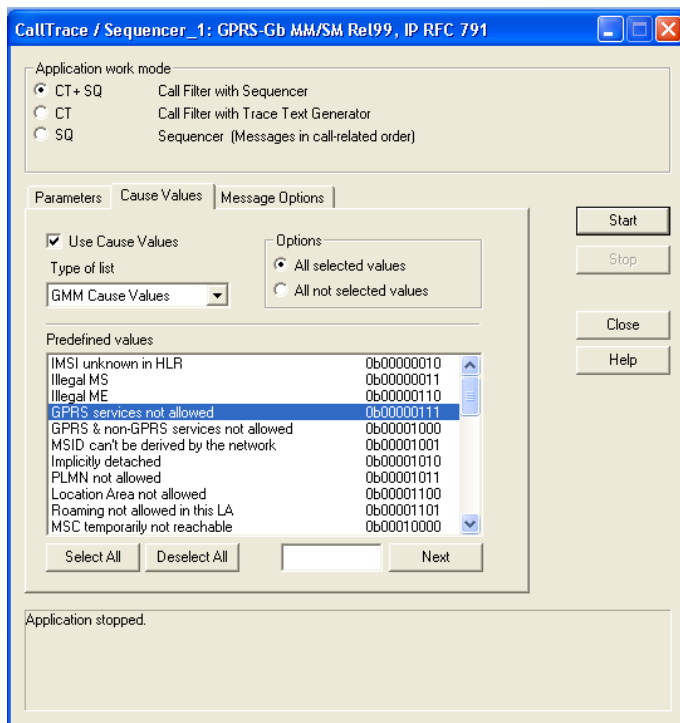 CallTrace / Sequencer_1: GPRS-Gb MM/SM Rel99, IP RFC 791
Application work mode
CT+ SQ Call Filter with Sequencer
CT Call Filter with Trace Text Generator
SQ Sequencer (Messages in call-related order)
Parameters Cause Values Message Options
Use Cause Values
Type of list
GMM Cause Values
Options
All selected values
All not selected values
Predefined values
IMSI unknown in HLR 0b00000010
Illegal MS 0b00000011
Illegal ME 0b00000110
GPRS services not allowed 0b00000111
GPRS & non-GPRS services not allowed 0b00001000
MSID can't be derived by the network 0b00001001
Implicitly detached 0b00001010
PLMN not allowed 0b00001011
Location Area not allowed 0b00001100
Roaming not allowed in this LA 0b00001101
MSC temporarily not reachable 0b00010000
Select All Deselect All Next
Start
Stop
Close
Help
Application stopped.